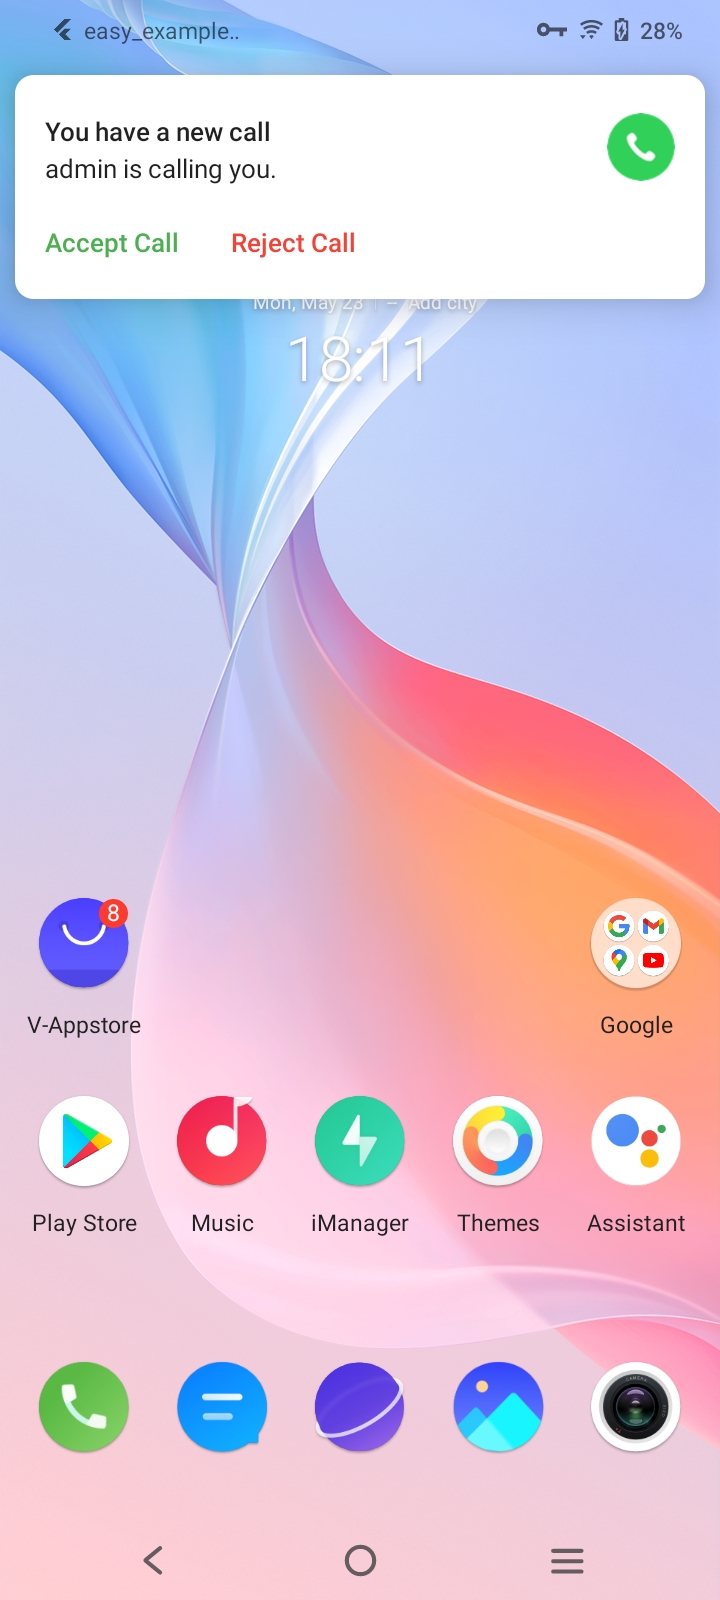 easy_example..
28%
You have a new call
admin is calling you.
Accept Call Reject Call
Mon, May 23 | -- Add city
18:11
8
V-Appstore Google
Play Store Music iManager Themes Assistant